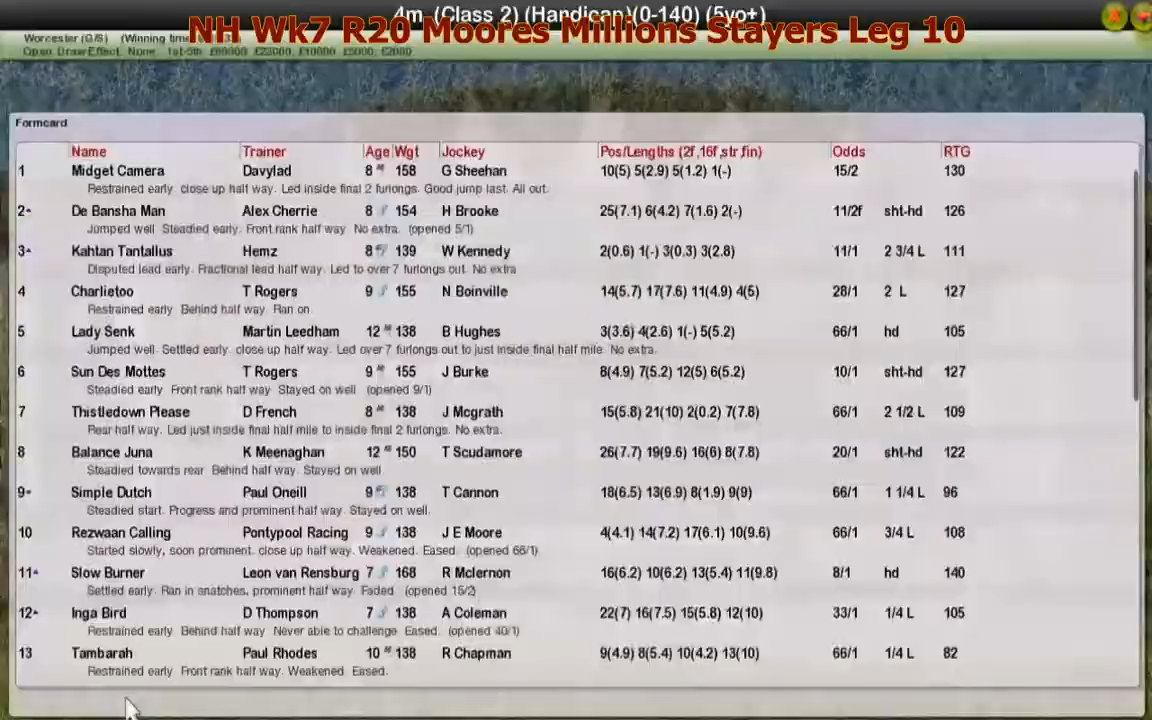 4m (Class 2) (Handicap)(0-140) (5yo+)
NH Wk7 R20 Moores Millions Stayers Leg 10
Worcester (G/S) (Winning
Open DrawEffect, None, 1st-5th £23000, £10000 £5000, £2000
Formcard
Name Trainer Age Wgt Jockey Pos/Lengths (2f,16f,str,fin) Odds RTG
1 Midget Camera Davylad 8 158 G Sheehan 10(5) 5(2.9) 5(1.2) 1(-) 15/2 130
Restrained early close up half way. Led inside final 2 furlongs. Good jump last. All out.
2 De Bansha Man Alex Cherrie 8 154 H Brooke 25(7.1) 6(4.2) 7(1.6) 2(-) 11/2f sht-hd 126
Jumped well Steadied early. Front rank half way No extra. (opened 5/1)
3 Kahtan Tantallus Hemz 8 139 W Kennedy 2(0.6) 1(-) 3(0.3) 3(2.8) 11/1 2 3/4 L 111
Disputed lead early. Fractional lead half way. Led to over 7 furlongs out. No extra
4 Charlietoo T Rogers 9 155 N Boinville 14(5.7) 17(7.6) 11(4.9) 4(5) 28/1 2 L 127
Restrained early Behind half way Ran on.
5 Lady Senk Martin Leedham 12 138 B Hughes 3(3.6) 4(2.6) 1(-) 5(5.2) 66/1 hd 105
Jumped well. Settled early. close up half way. Led over 7 furlongs out to just inside final half mile. No extra.
6 Sun Des Mottes T Rogers 9 155 J Burke 8(4.9) 7(5.2) 12(5) 6(5.2) 10/1 sht-hd 127
Steadied early Front rank half way Stayed on well (opened 9/1)
7 Thistledown Please D French 8 138 J Mcgrath 15(5.8) 21(10) 2(0.2) 7(7.8) 66/1 2 1/2 L 109
Rear half way. Led just inside final half mile to inside final 2 furlongs. No extra.
8 Balance Juna K Meenaghan 12 150 T Scudamore 26(7.7) 19(9.6) 16(6) 8(7.8) 20/1 sht-hd 122
Steadied towards rear Behind half way. Stayed on well.
9 Simple Dutch Paul Oneill 9 138 T Cannon 18(6.5) 13(6.9) 8(1.9) 9(9) 66/1 1 1/4 L 96
Steadied start. Progress and prominent half way. Stayed on well.
10 Rezwaan Calling Pontypool Racing 9 138 J E Moore 4(4.1) 14(7.2) 17(6.1) 10(9.6) 66/1 3/4 L 108
Started slowly, soon prominent. close up half way. Weakened. Eased. (opened 66/1)
11 Slow Burner Leon van Rensburg 7 168 R Mclernon 16(6.2) 10(6.2) 13(5.4) 11(9.8) 8/1 hd 140
Settled early. Ran in snatches, prominent half way. Faded (opened 15/2)
12 Inga Bird D Thompson 7 138 A Coleman 22(7) 16(7.5) 15(5.8) 12(10) 33/1 1/4 L 105
Restrained early Behind half way Never able to challenge Eased. (opened 40/1)
13 Tambarah Paul Rhodes 10 138 R Chapman 9(4.9) 8(5.4) 10(4.2) 13(10) 66/1 1/4 L 82
Restrained early Front rank half way. Weakened Eased.